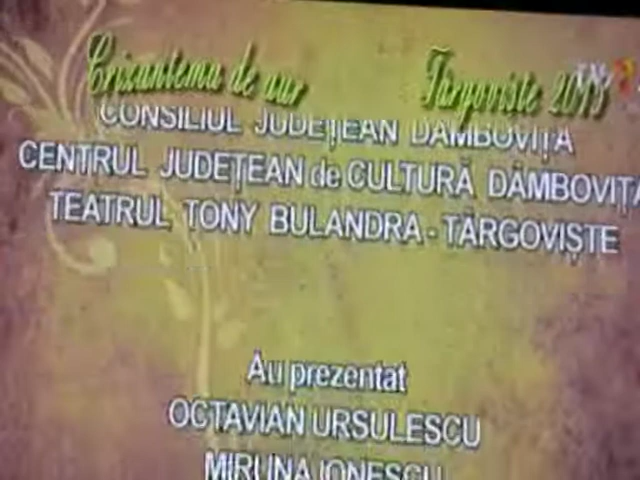 Crizantema de aur Târgoviște 2013
CONSILIUL JUDEȚEAN DÂMBOVIȚA
CENTRUL JUDEȚEAN de CULTURĂ DÂMBOVIȚA
TEATRUL TONY BULANDRA - TÂRGOVIȘTE
Au prezentat
OCTAVIAN URSULESCU
MIRUNA IONESCU